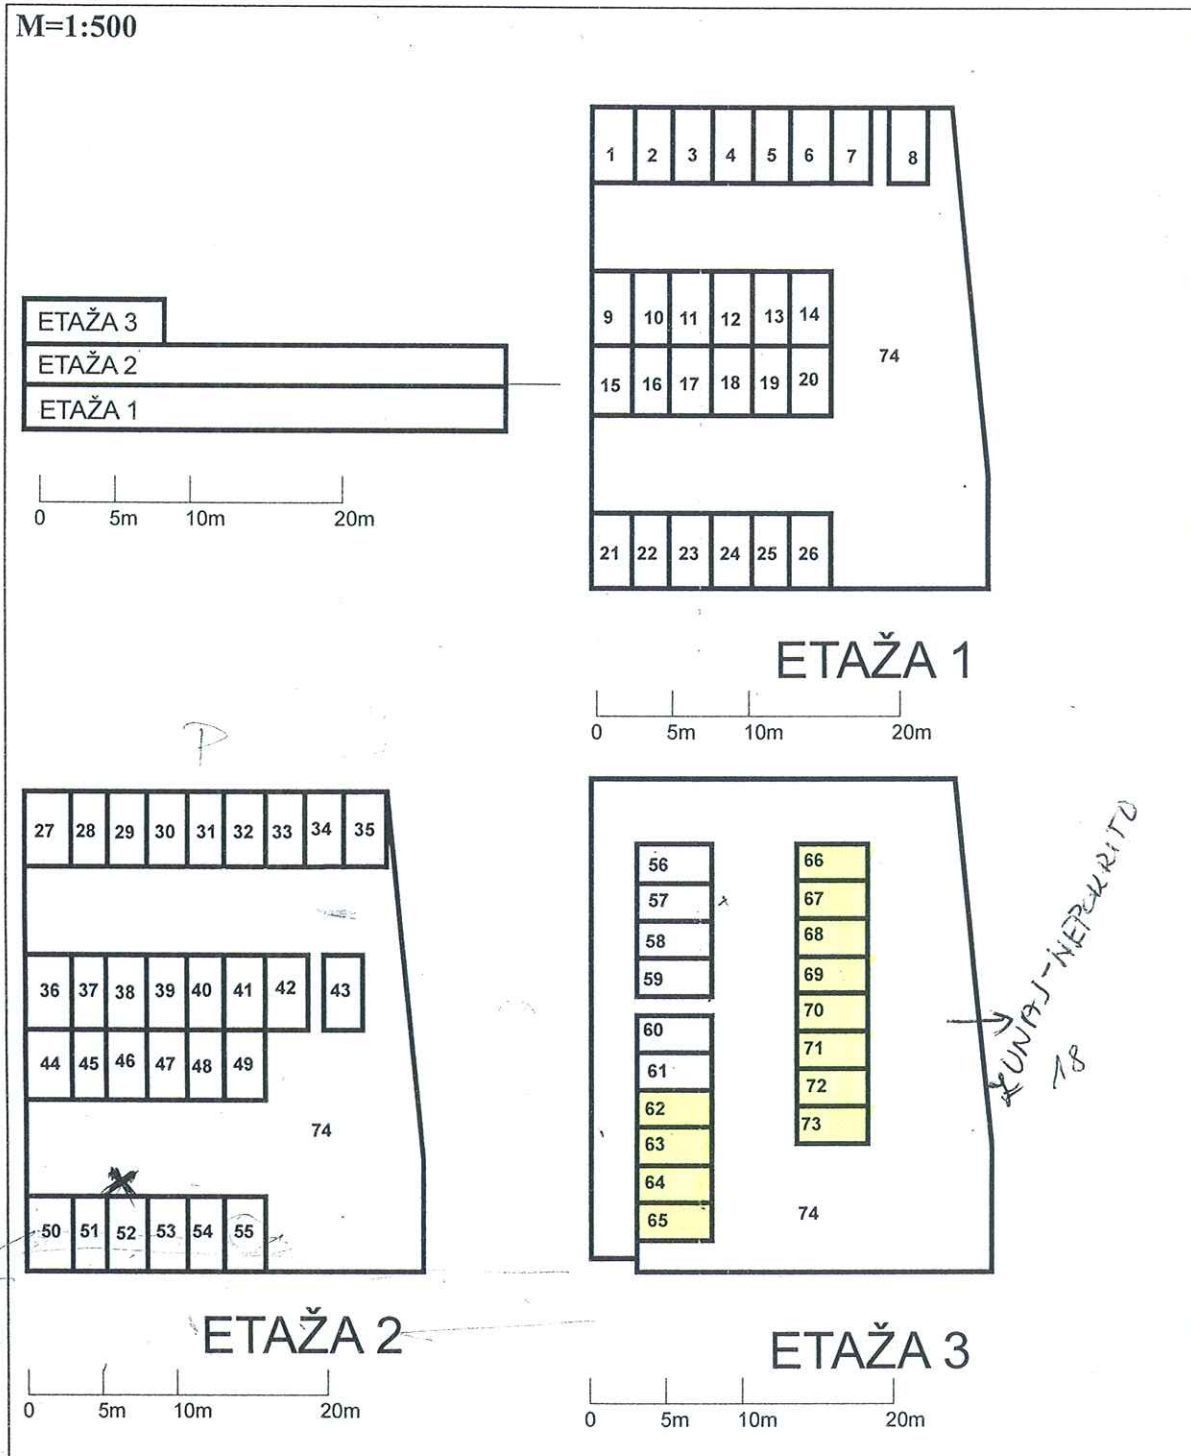 M=1:500
1 2 3 4 5 6 7 8
9 10 11 12 13 14
74
15 16 17 18 19 20
21 22 23 24 25 26
ETAŽA 1
0 5m 10m 20m
ETAŽA 3
ETAŽA 2
ETAŽA 1
0 5m 10m 20m
P
27 28 29 30 31 32 33 34 35
36 37 38 39 40 41 42 43
44 45 46 47 48 49
74
X
50 51 52 53 54 55
ETAŽA 2
0 5m 10m 20m
56
57 x
58
59
60
61
62
63
64
65
66
67
68
69
70
71
72
73
74
ZUNAJ-NEPOKRITO
18
ETAŽA 3
0 5m 10m 20m